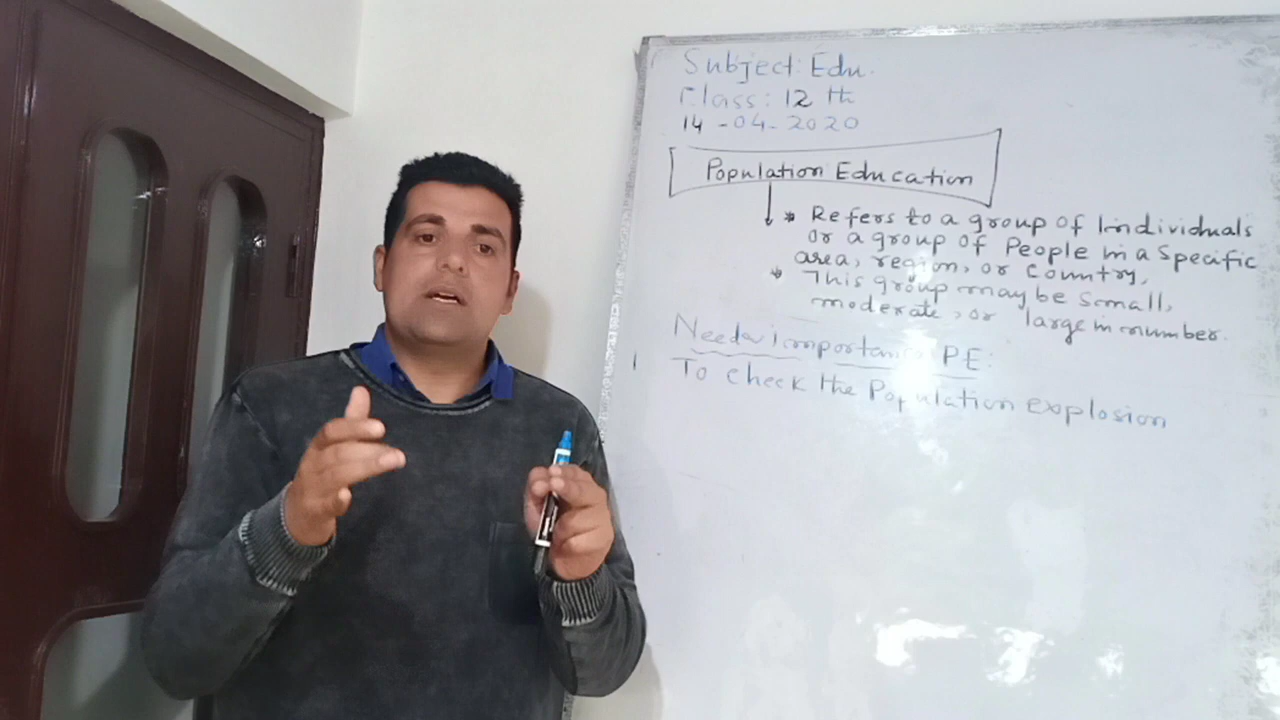 Subject: Edu.
Class: 12 th
14 - 04 - 2020
Population Education
* Refers to a group of Individuals
or a group of People in a Specific
area, region, or Country,
* This group may be Small,
moderate, or large in number.
Need & importance PE:
1 To check the Population explosion